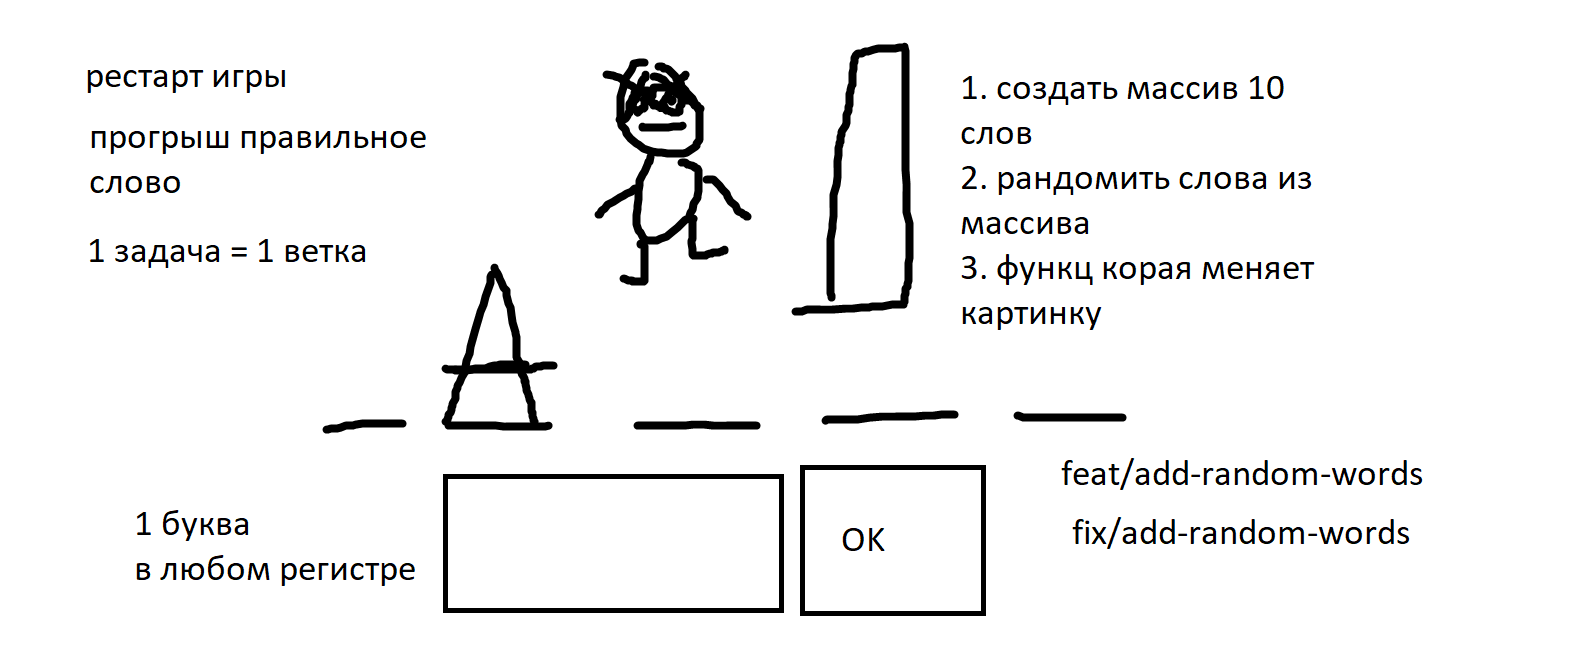 рестарт игры
прогрыш правильное
слово
1 задача = 1 ветка
1. создать массив 10
слов
2. рандомить слова из
массива
3. функц корая меняет
картинку
А
1 буква
в любом регистре
OK
feat/add-random-words
fix/add-random-words